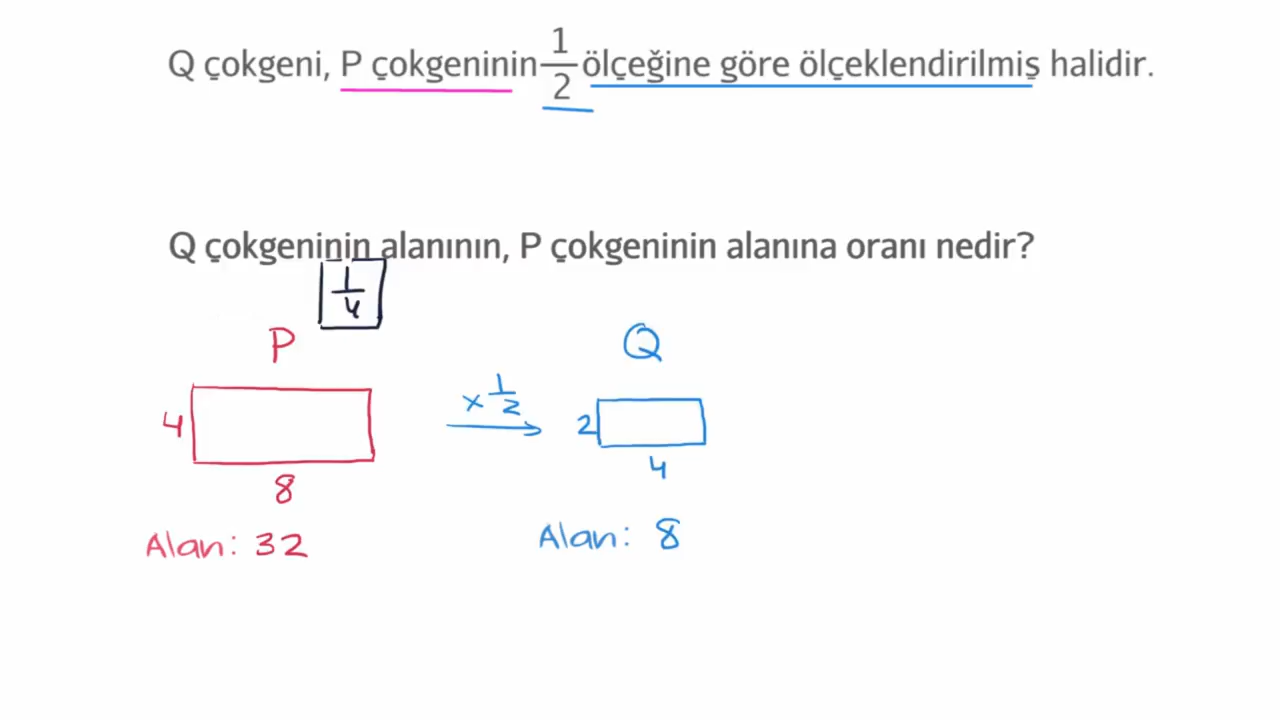 Q çokgeni, P çokgeninin 1/2 ölçeğine göre ölçeklendirilmiş halidir.
Q çokgeninin alanının, P çokgeninin alanına oranı nedir?
1/4
P
Q
4
8
x 1/2
2
4
Alan: 32
Alan: 8